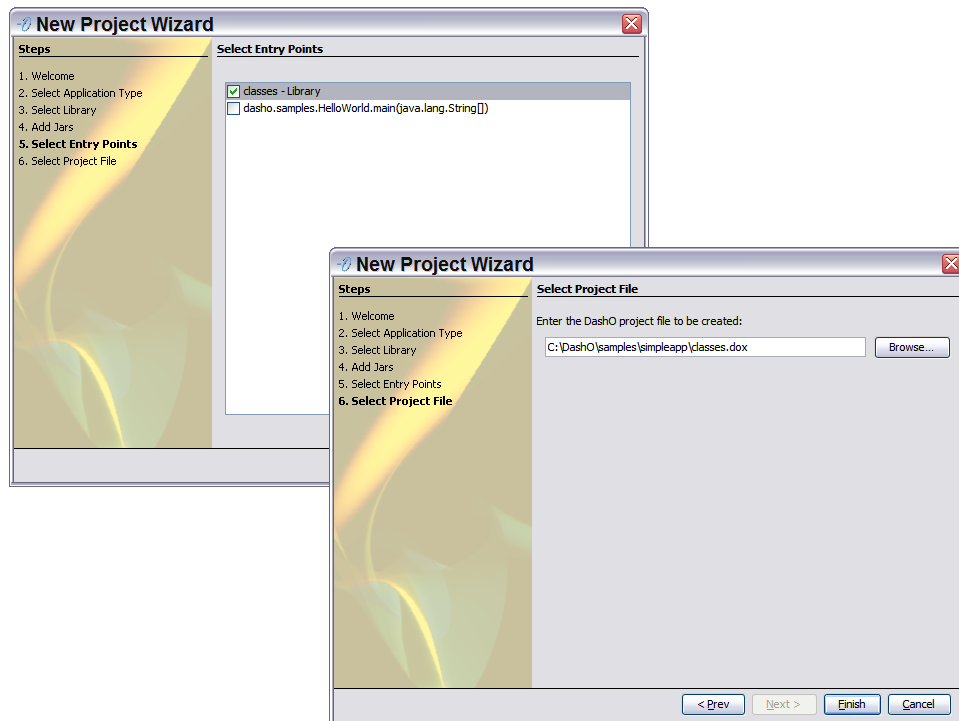 New Project Wizard
Steps
1. Welcome
2. Select Application Type
3. Select Library
4. Add Jars
5. Select Entry Points
6. Select Project File
Select Entry Points
classes - Library
dasho.samples.HelloWorld.main(java.lang.String[])
New Project Wizard
Steps
1. Welcome
2. Select Application Type
3. Select Library
4. Add Jars
5. Select Entry Points
6. Select Project File
Select Project File
Enter the DashO project file to be created:
C:\DashO\samples\simpleapp\classes.dox
Browse...
< Prev
Next >
Finish
Cancel